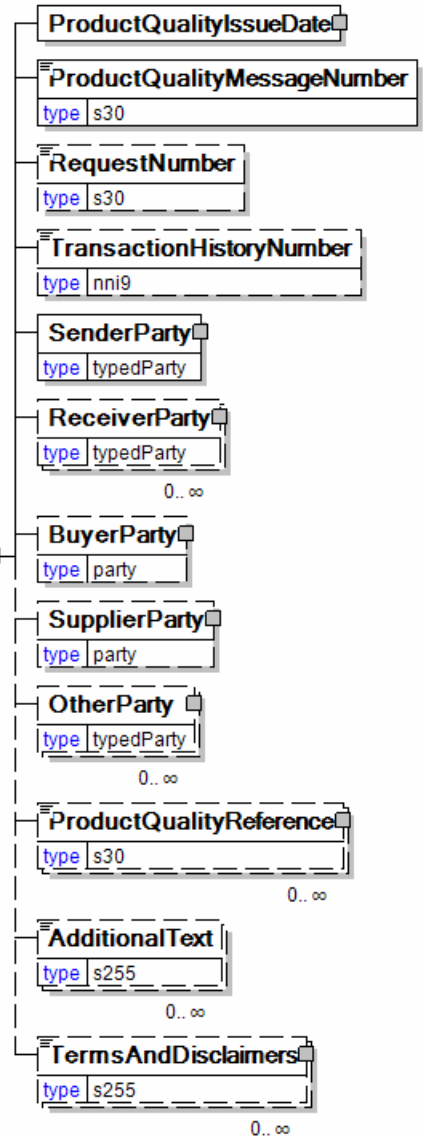 ProductQualityIssueDate
ProductQualityMessageNumber
type s30
RequestNumber
type s30
TransactionHistoryNumber
type nni9
SenderParty
type typedParty
ReceiverParty
type typedParty
0.. ∞
BuyerParty
type party
SupplierParty
type party
OtherParty
type typedParty
0.. ∞
ProductQualityReference
type s30
0.. ∞
AdditionalText
type s255
0.. ∞
TermsAndDisclaimers
type s255
0.. ∞